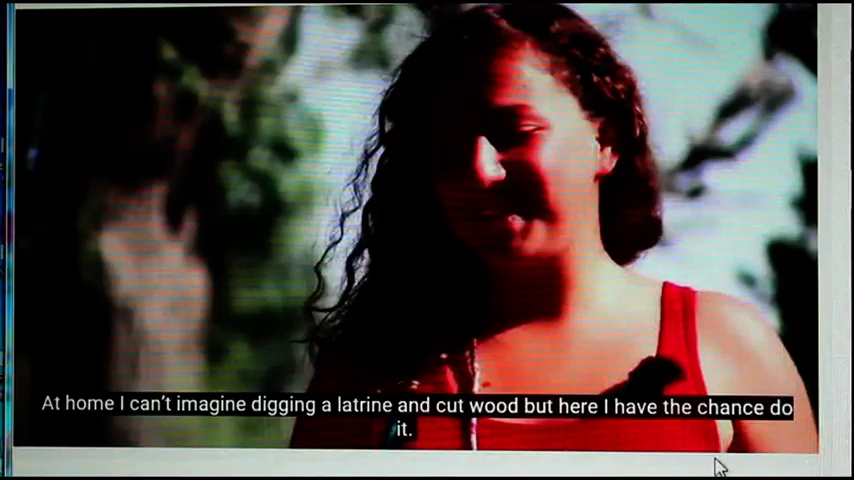 At home I can't imagine digging a latrine and cut wood but here I have the chance do
it.